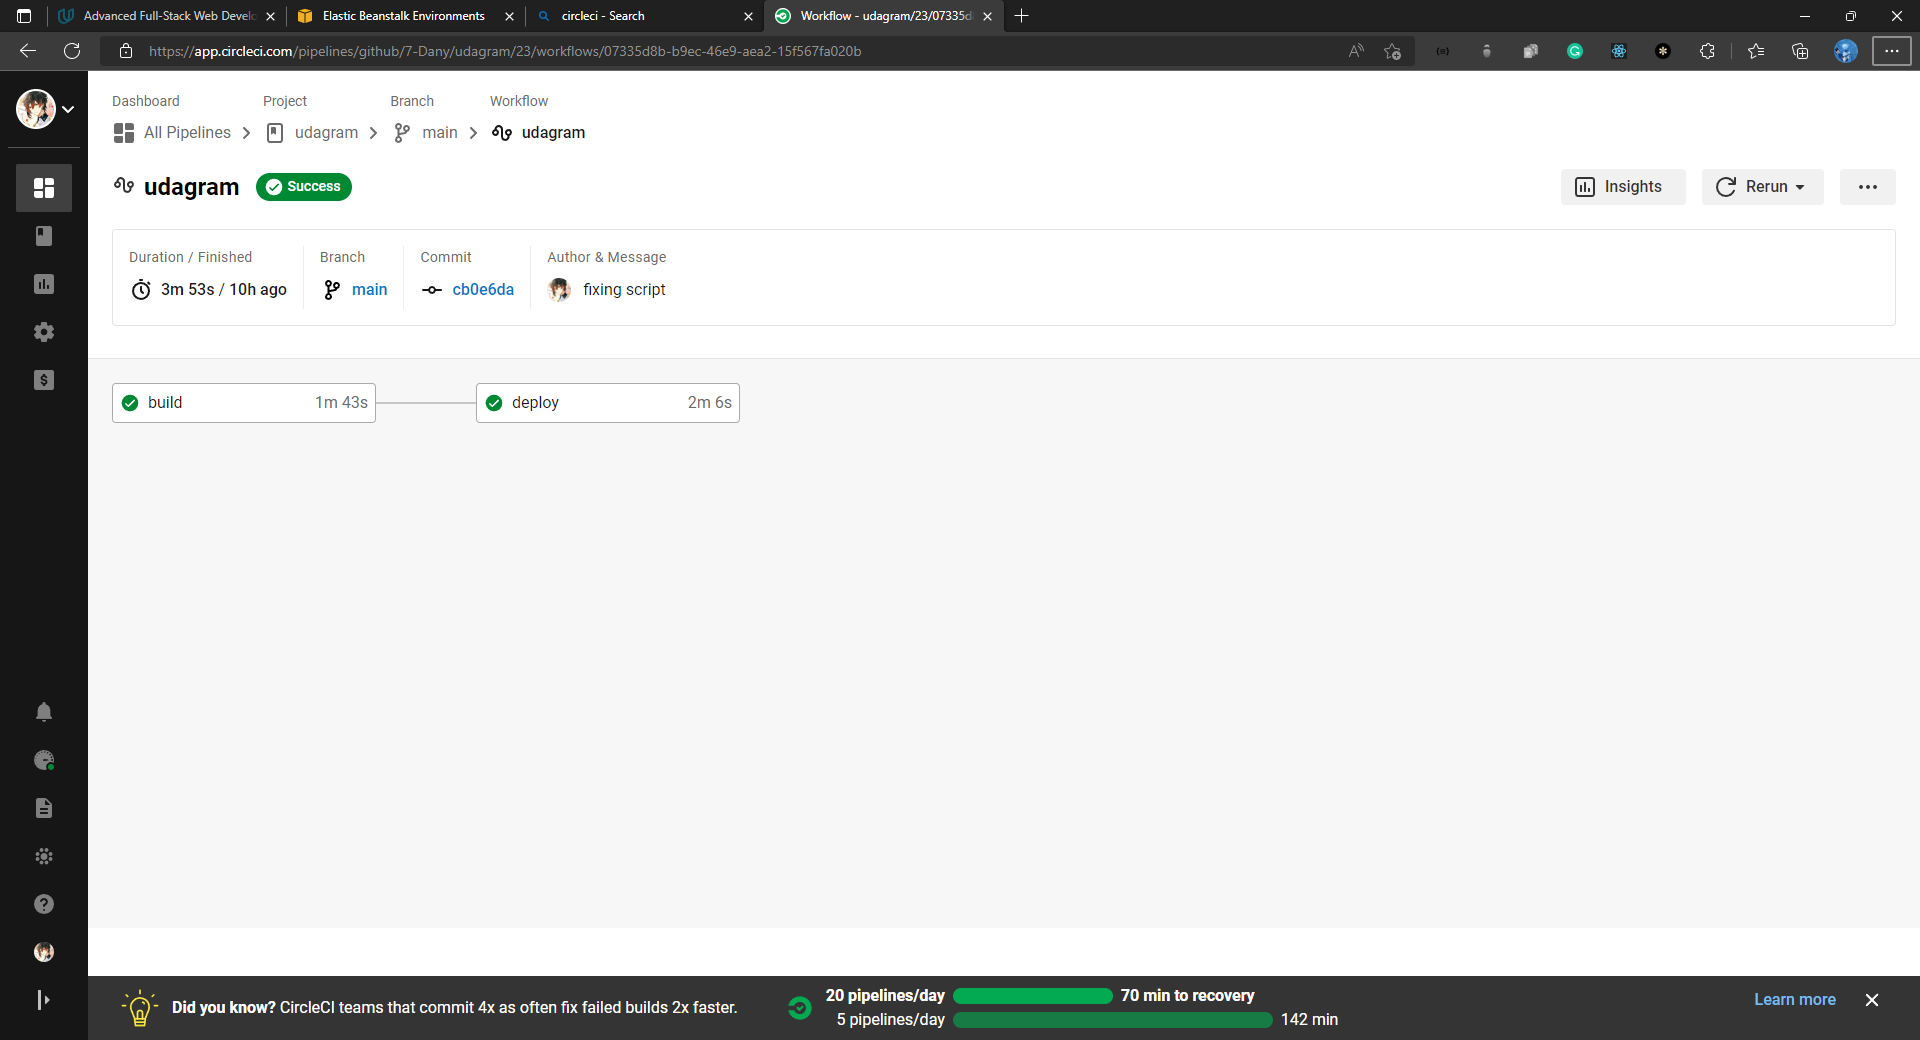 Advanced Full-Stack Web Develo
Elastic Beanstalk Environments
circleci - Search
Workflow - udagram/23/07335d
https://app.circleci.com/pipelines/github/7-Dany/udagram/23/workflows/07335d8b-b9ec-46e9-aea2-15f567fa020b
Dashboard Project Branch Workflow
All Pipelines udagram main udagram
udagram Success
Insights Rerun
Duration / Finished Branch Commit Author & Message
3m 53s / 10h ago main cb0e6da fixing script
build 1m 43s deploy 2m 6s
Did you know? CircleCI teams that commit 4x as often fix failed builds 2x faster.
20 pipelines/day 70 min to recovery
5 pipelines/day 142 min
Learn more